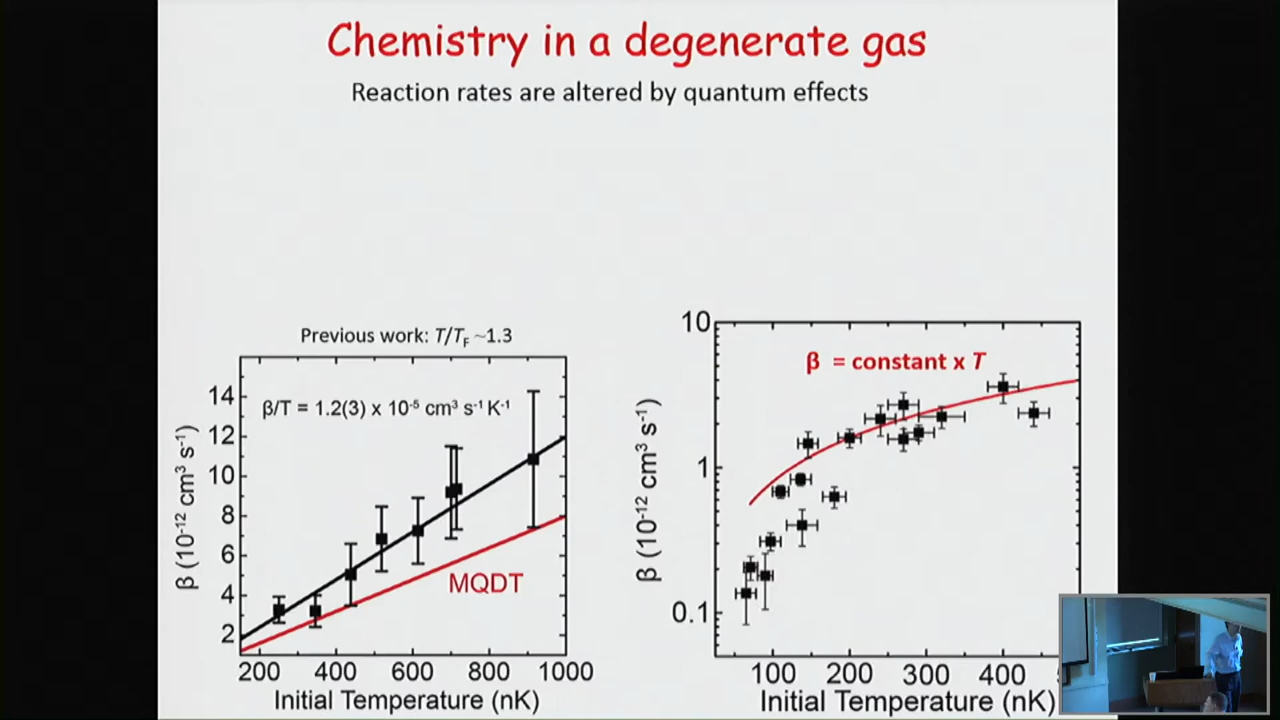 Chemistry in a degenerate gas
Reaction rates are altered by quantum effects
Previous work: T/T_F ~1.3
β/T = 1.2(3) x 10⁻⁵ cm³ s⁻¹ K⁻¹
MQDT
β (10⁻¹² cm³ s⁻¹)
14
12
10
8
6
4
2
200 400 600 800 1000
Initial Temperature (nK)
β = constant x T
β (10⁻¹² cm³ s⁻¹)
10
1
0.1
100 200 300 400
Initial Temperature (nK)